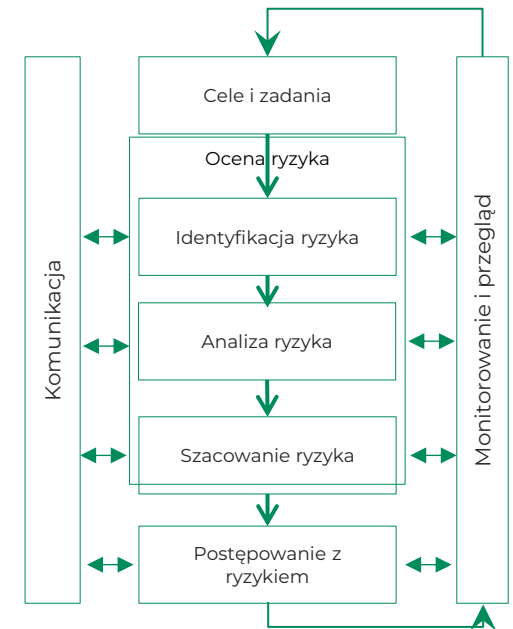 Cele i zadania
Ocena ryzyka
Identyfikacja ryzyka
Analiza ryzyka
Szacowanie ryzyka
Postępowanie z
ryzykiem
Komunikacja
Monitorowanie i przegląd